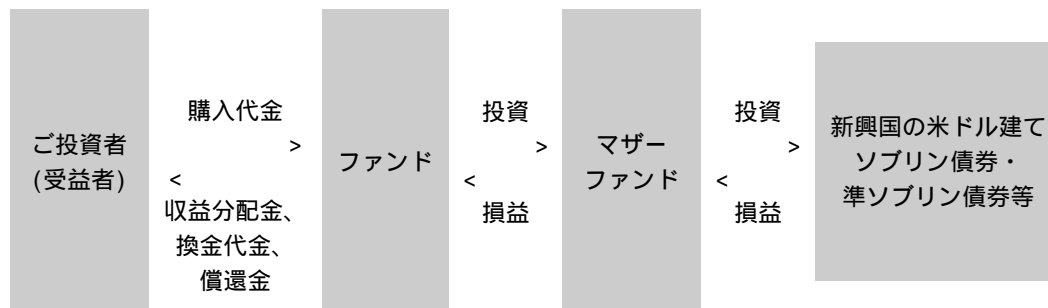 ご投資者
(受益者)
購入代金
>
<
収益分配金、
換金代金、
償還金
ファンド
投資
>
<
損益
マザー
ファンド
投資
>
<
損益
新興国の米ドル建て
ソブリン債券・
準ソブリン債券等